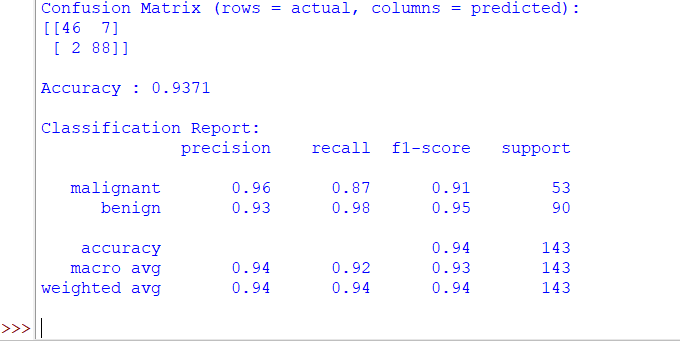 Confusion Matrix (rows = actual, columns = predicted):
[[46  7]
 [ 2 88]]
Accuracy : 0.9371
Classification Report:
              precision    recall  f1-score   support
   malignant       0.96      0.87      0.91        53
      benign       0.93      0.98      0.95        90
    accuracy                           0.94       143
   macro avg       0.94      0.92      0.93       143
weighted avg       0.94      0.94      0.94       143
>>>